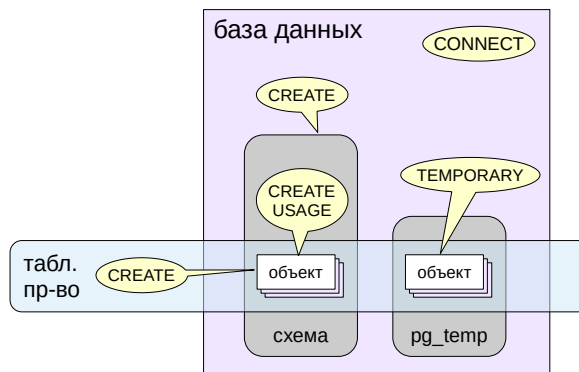 база данных
CONNECT
CREATE
CREATE
USAGE
TEMPORARY
табл.
пр-во
CREATE
объект
объект
схема
pg_temp